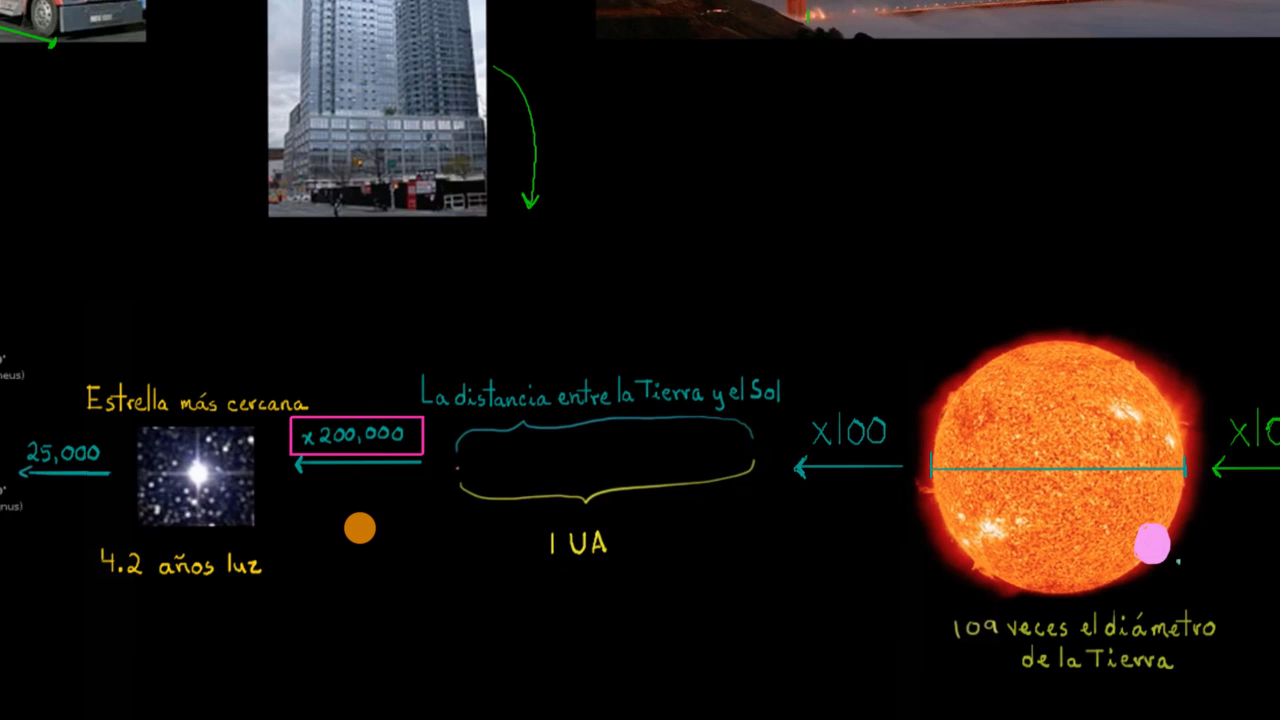 Estrella más cercana
25,000
x200,000
4.2 años luz
La distancia entre la Tierra y el Sol
1 UA
x100
109 veces el diámetro
de la Tierra